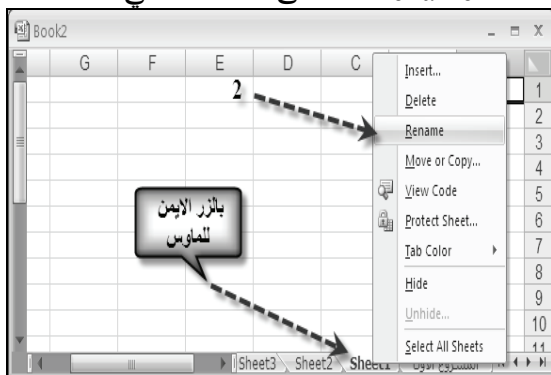 Book2
G F E D C
1
2
3
4
5
6
7
8
9
10
11
2
Insert...
Delete
Rename
Move or Copy...
View Code
Protect Sheet...
Tab Color
Hide
Unhide...
Select All Sheets
بالزر الايمن
للماوس
Sheet3 Sheet2 Sheet1